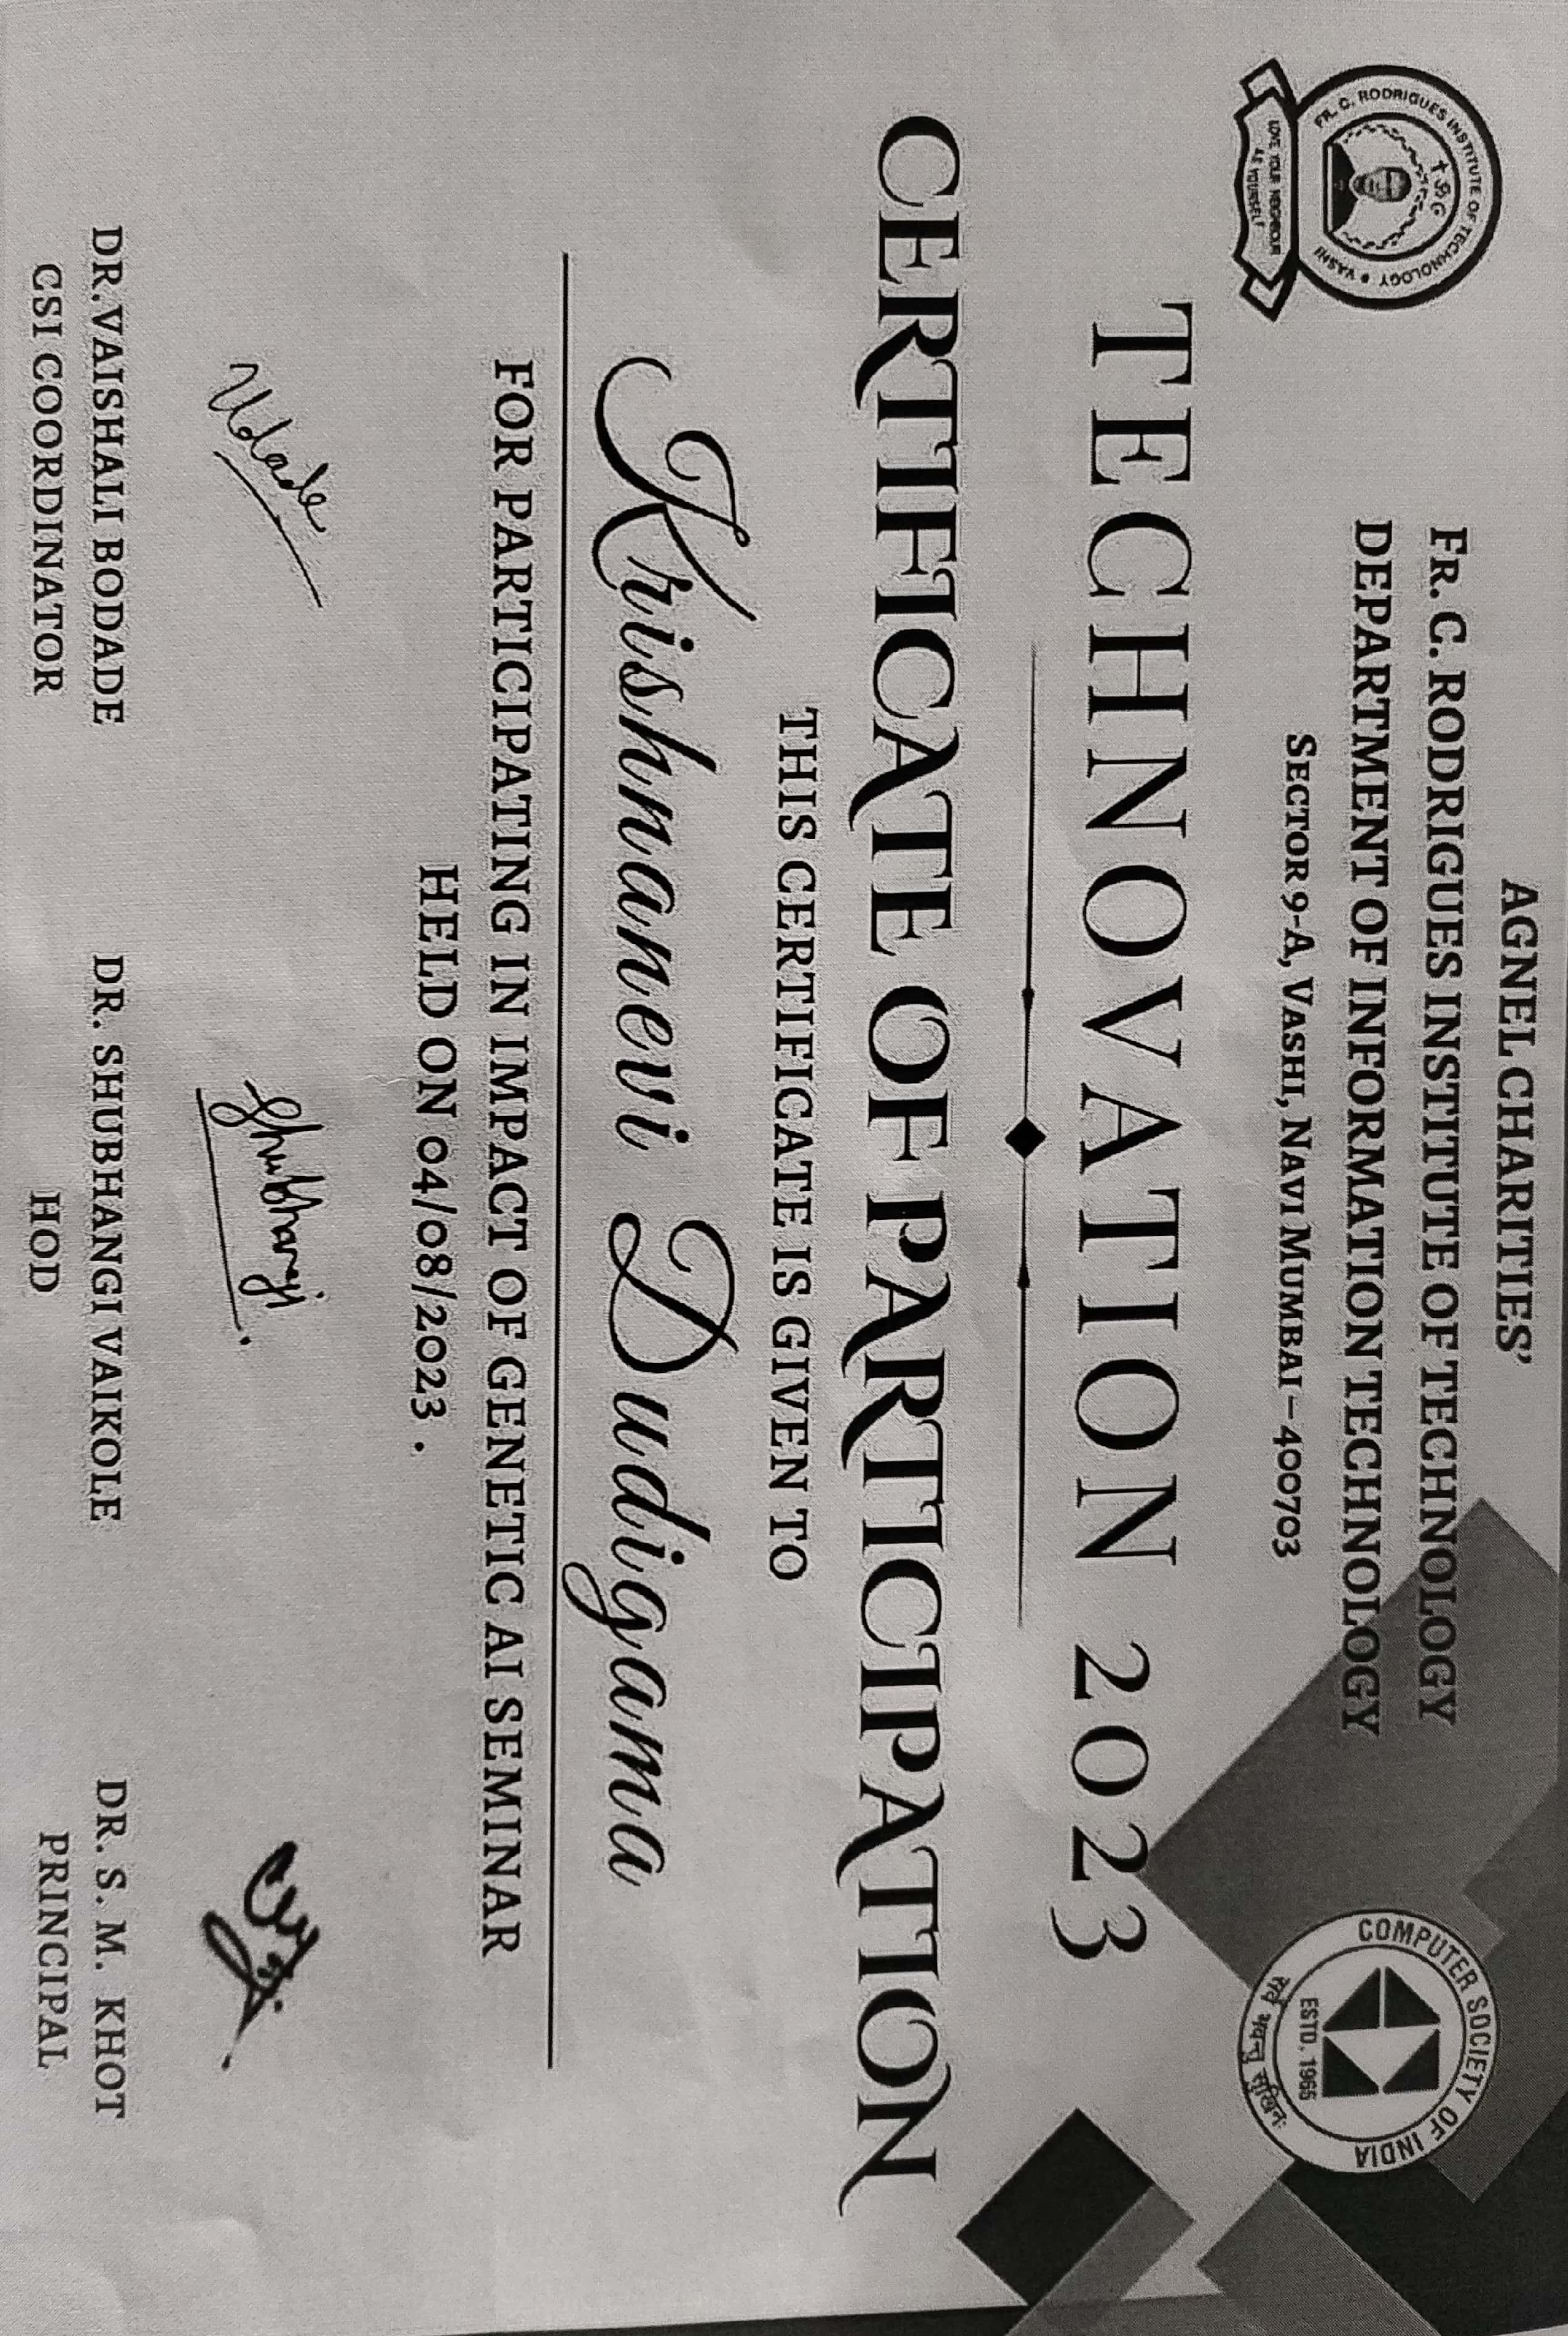 AGNEL CHARITIES'
FR. C. RODRIGUES INSTITUTE OF TECHNOLOGY
DEPARTMENT OF INFORMATION TECHNOLOGY
SECTOR 9-A, VASHI, NAVI MUMBAI – 400703
FR. C. RODRIGUES INSTITUTE OF TECHNOLOGY • VASHI
LOVE YOUR NEIGHBOUR
AS YOURSELF
COMPUTER SOCIETY OF INDIA
ESTD. 1965
सर्वे भवन्तु सुखिनः
TECHNOVATION 2023
CERTIFICATE OF PARTICIPATION
THIS CERTIFICATE IS GIVEN TO
Krishnanevi Dudigama
FOR PARTICIPATING IN IMPACT OF GENETIC AI SEMINAR
HELD ON 04/08/2023 .
Shubhangi
DR.VAISHALI BODADE
CSI COORDINATOR
DR. SHUBHANGI VAIKOLE
HOD
DR. S. M. KHOT
PRINCIPAL